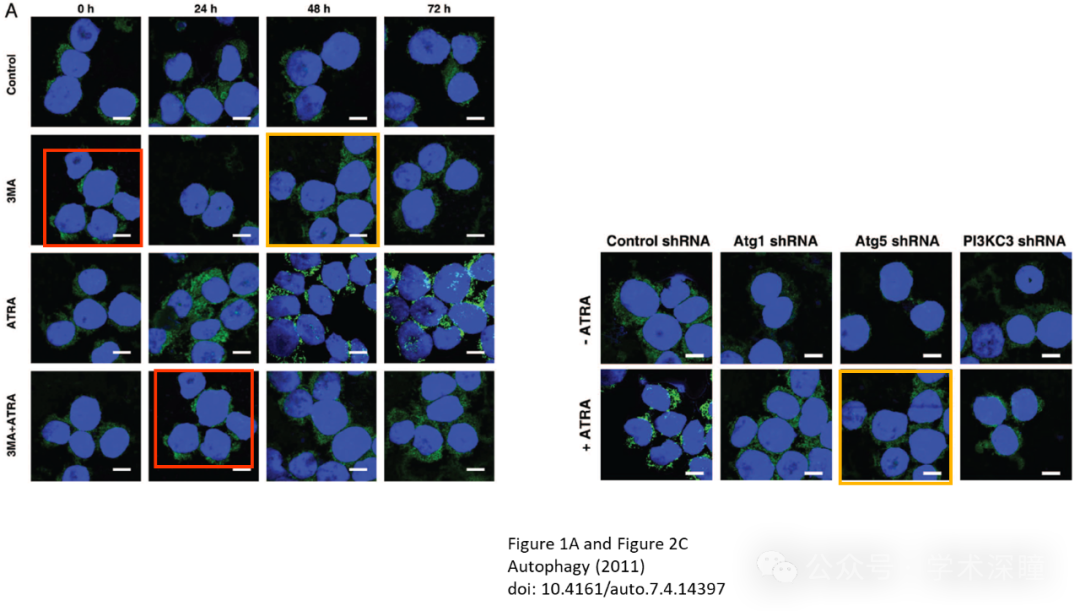 A
0 h 24 h 48 h 72 h
Control
3MA
ATRA
3MA+ATRA
Control shRNA Atg1 shRNA Atg5 shRNA PI3KC3 shRNA
- ATRA
+ ATRA
Figure 1A and Figure 2C
Autophagy (2011)
doi: 10.4161/auto.7.4.14397
公众号 · 学术深瞳